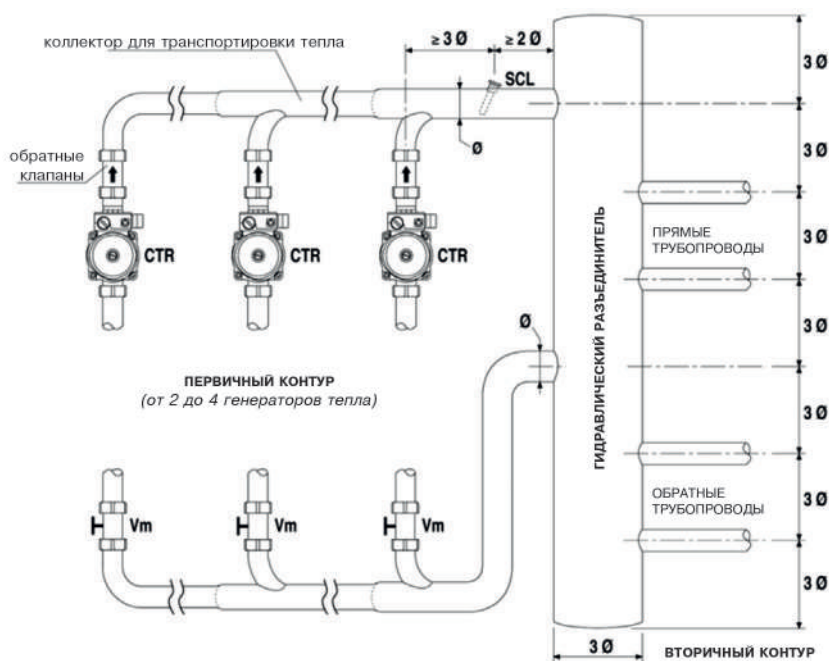 коллектор для транспортировки тепла
≥3Ø
≥2Ø
SCL
Ø
3Ø
3Ø
3Ø
3Ø
3Ø
3Ø
3Ø
обратные
клапаны
CTR
CTR
CTR
ПРЯМЫЕ
ТРУБОПРОВОДЫ
ГИДРАВЛИЧЕСКИЙ РАЗЪЕДИНИТЕЛЬ
Ø
ПЕРВИЧНЫЙ КОНТУР
(от 2 до 4 генераторов тепла)
Vm
Vm
Vm
ОБРАТНЫЕ
ТРУБОПРОВОДЫ
3Ø
ВТОРИЧНЫЙ КОНТУР